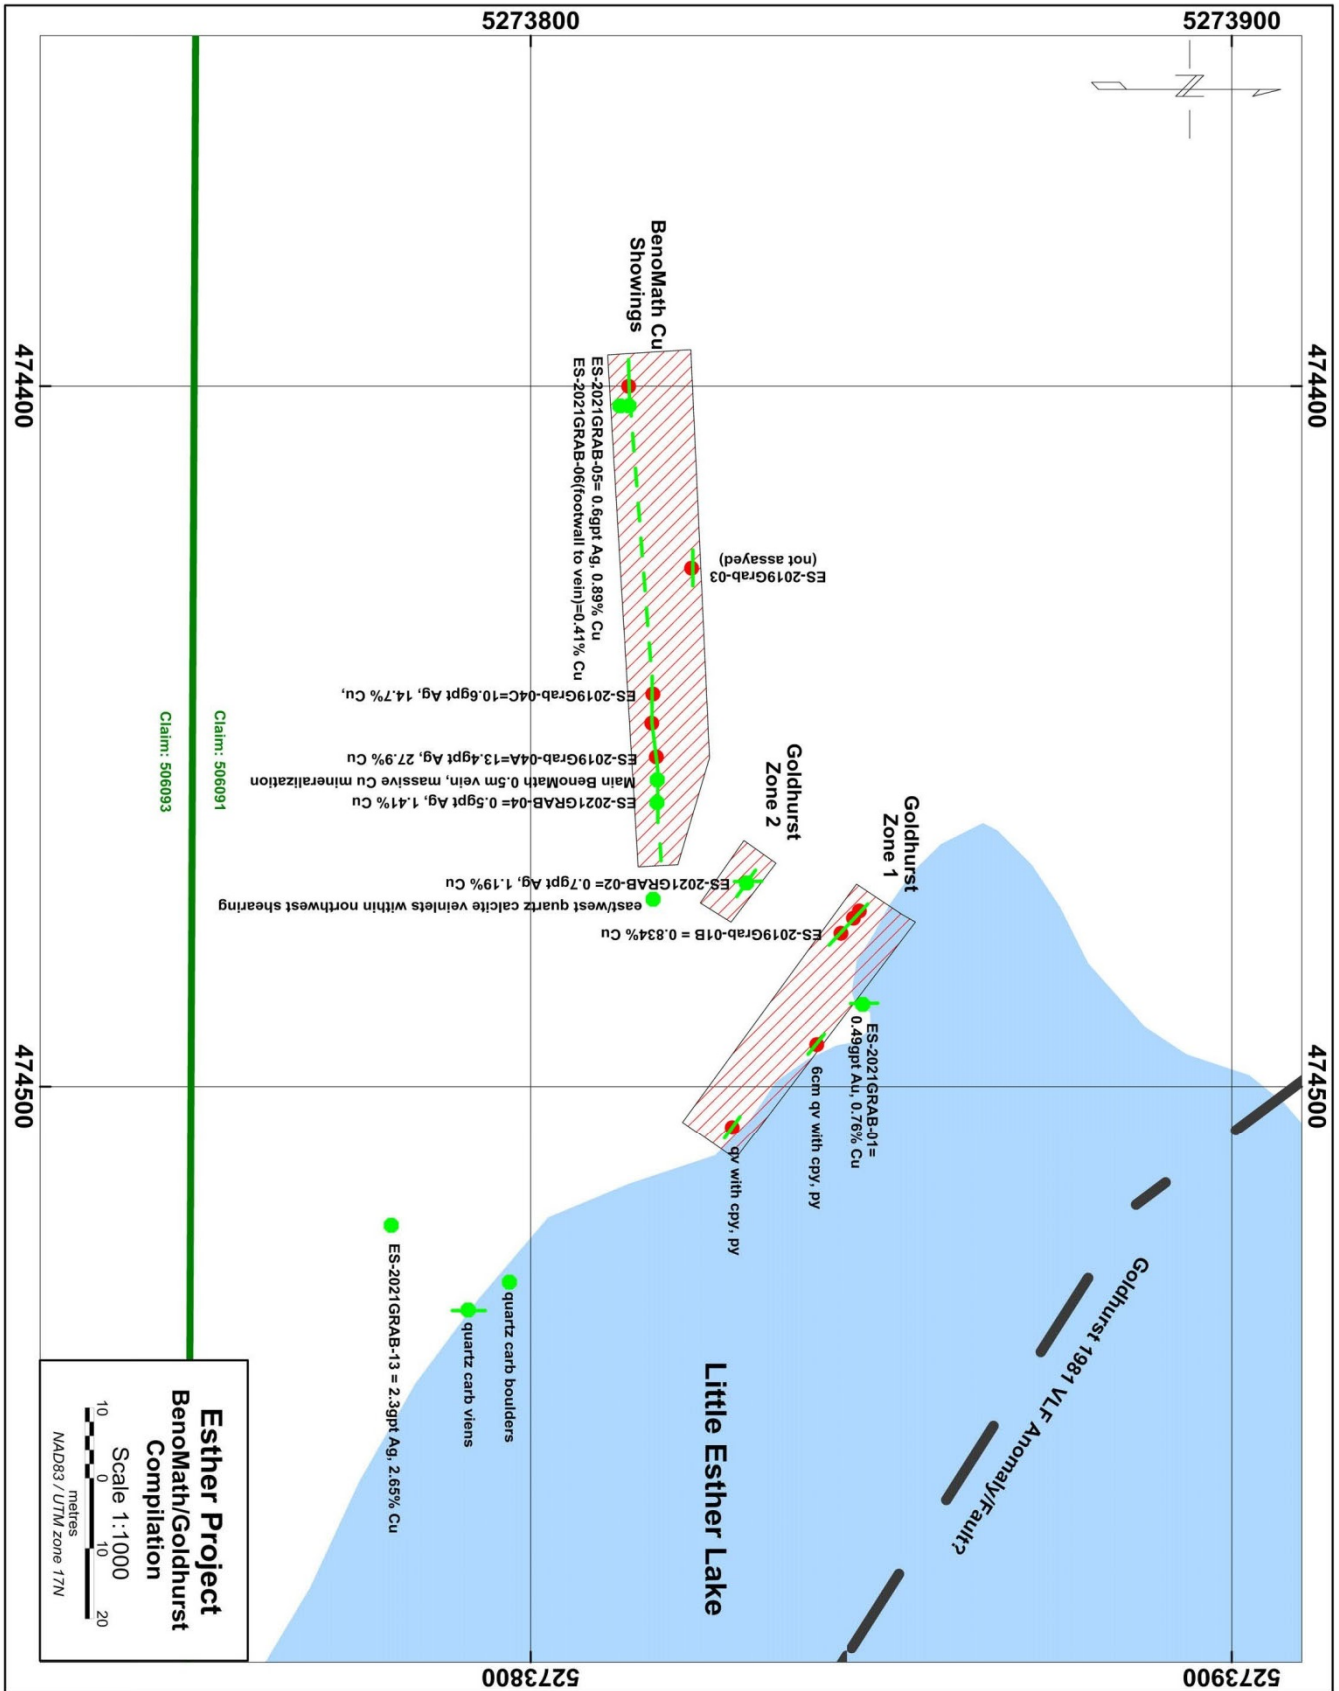 5273800
5273900
474400
474400
N
BenoMath Cu
Showings
ES-2021GRAB-05= 0.6gpt Ag, 0.89% Cu
ES-2021GRAB-06(footwall to vein)=0.41% Cu
ES-2019Grab-03
(not assayed)
ES-2019Grab-04C=10.6gpt Ag, 14.7% Cu,
ES-2019Grab-04A=13.4gpt Ag, 27.9% Cu
Main BenoMath 0.5m vein, massive Cu mineralization
ES-2021GRAB-04= 0.5gpt Ag, 1.41% Cu
Goldhurst
Zone 2
ES-2021GRAB-02= 0.7gpt Ag, 1.19% Cu
east/west quartz calcite veinlets within northwest shearing
Goldhurst
Zone 1
ES-2019Grab-01B = 0.834% Cu
ES-2021GRAB-01=
0.49gpt Au, 0.76% Cu
6cm qv with cpy, py
qv with cpy, py
Claim: 506091
Claim: 506093
474500
474500
Goldhurst 1981 VLF Anomaly/Fault?
Little Esther Lake
quartz carb boulders
quartz carb viens
ES-2021GRAB-13 = 2.3gpt Ag, 2.65% Cu
Esther Project
BenoMath/Goldhurst
Compilation
Scale 1:1000
10 0 10 20
metres
NAD83 / UTM zone 17N
5273800
5273900